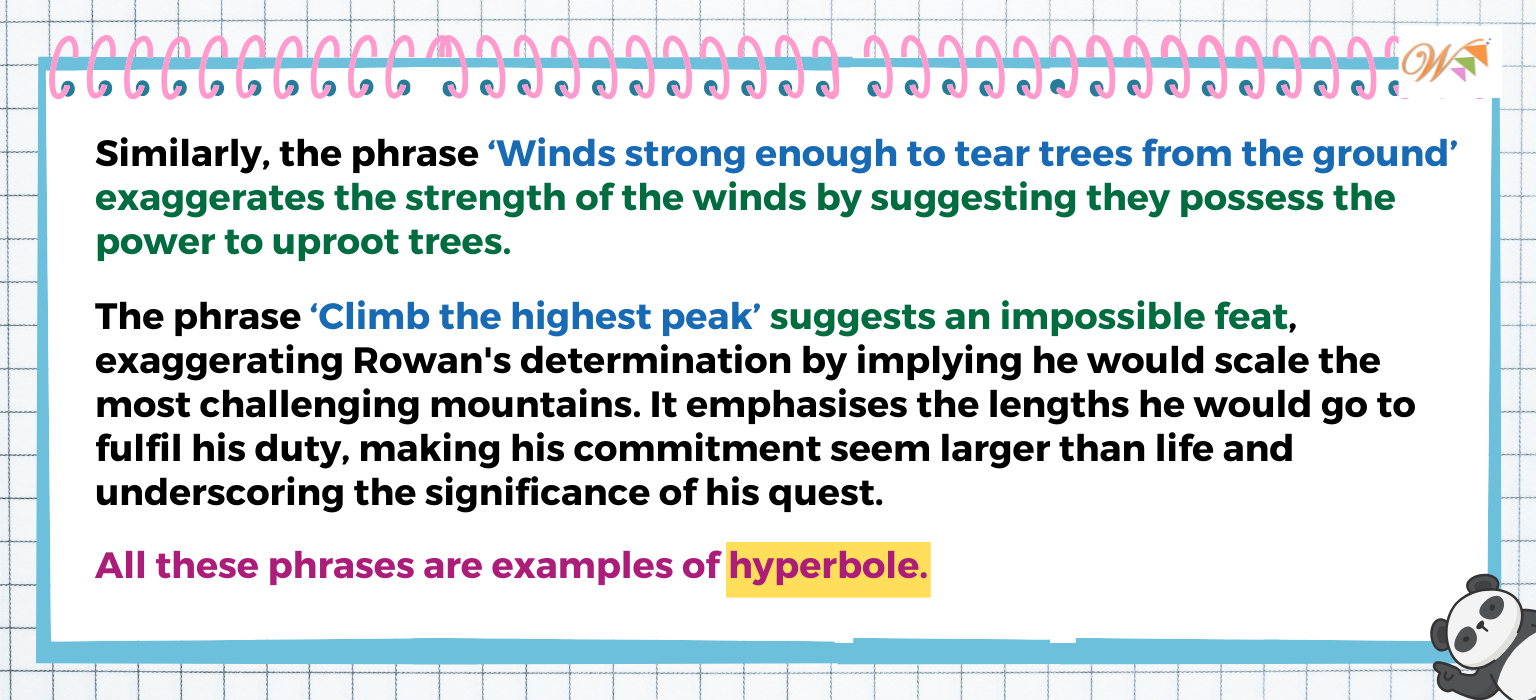 W
Similarly, the phrase ‘Winds strong enough to tear trees from the ground’
exaggerates the strength of the winds by suggesting they possess the
power to uproot trees.
The phrase ‘Climb the highest peak’ suggests an impossible feat,
exaggerating Rowan's determination by implying he would scale the
most challenging mountains. It emphasises the lengths he would go to
fulfil his duty, making his commitment seem larger than life and
underscoring the significance of his quest.
All these phrases are examples of hyperbole.